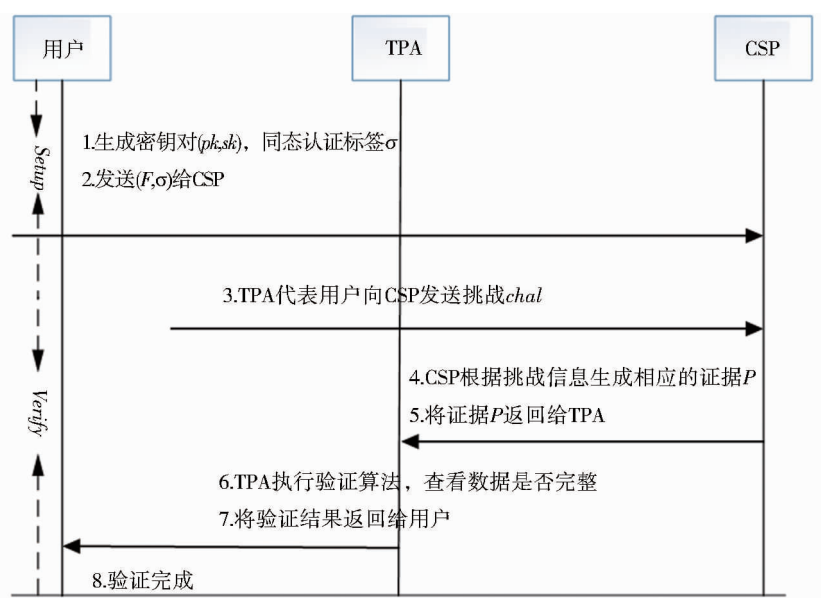 用户
TPA
CSP
1.生成密钥对(pk,sk)，同态认证标签σ
Setup
2.发送(F,σ)给CSP
3.TPA代表用户向CSP发送挑战chal
4.CSP根据挑战信息生成相应的证据P
Verify
5.将证据P返回给TPA
6.TPA执行验证算法，查看数据是否完整
7.将验证结果返回给用户
8.验证完成